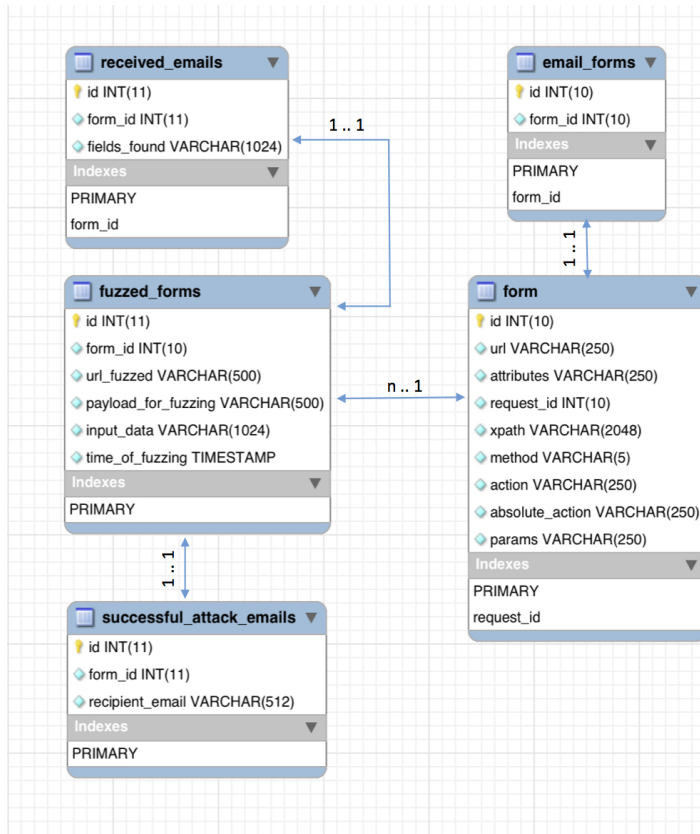 received_emails
id INT(11)
form_id INT(11)
fields_found VARCHAR(1024)
Indexes
PRIMARY
form_id
1 .. 1
email_forms
id INT(10)
form_id INT(10)
Indexes
PRIMARY
form_id
1 .. 1
fuzzed_forms
id INT(11)
form_id INT(10)
url_fuzzed VARCHAR(500)
payload_for_fuzzing VARCHAR(500)
input_data VARCHAR(1024)
time_of_fuzzing TIMESTAMP
Indexes
PRIMARY
n .. 1
form
id INT(10)
url VARCHAR(250)
attributes VARCHAR(250)
request_id INT(10)
xpath VARCHAR(2048)
method VARCHAR(5)
action VARCHAR(250)
absolute_action VARCHAR(250)
params VARCHAR(250)
Indexes
PRIMARY
request_id
1 .. 1
successful_attack_emails
id INT(11)
form_id INT(11)
recipient_email VARCHAR(512)
Indexes
PRIMARY